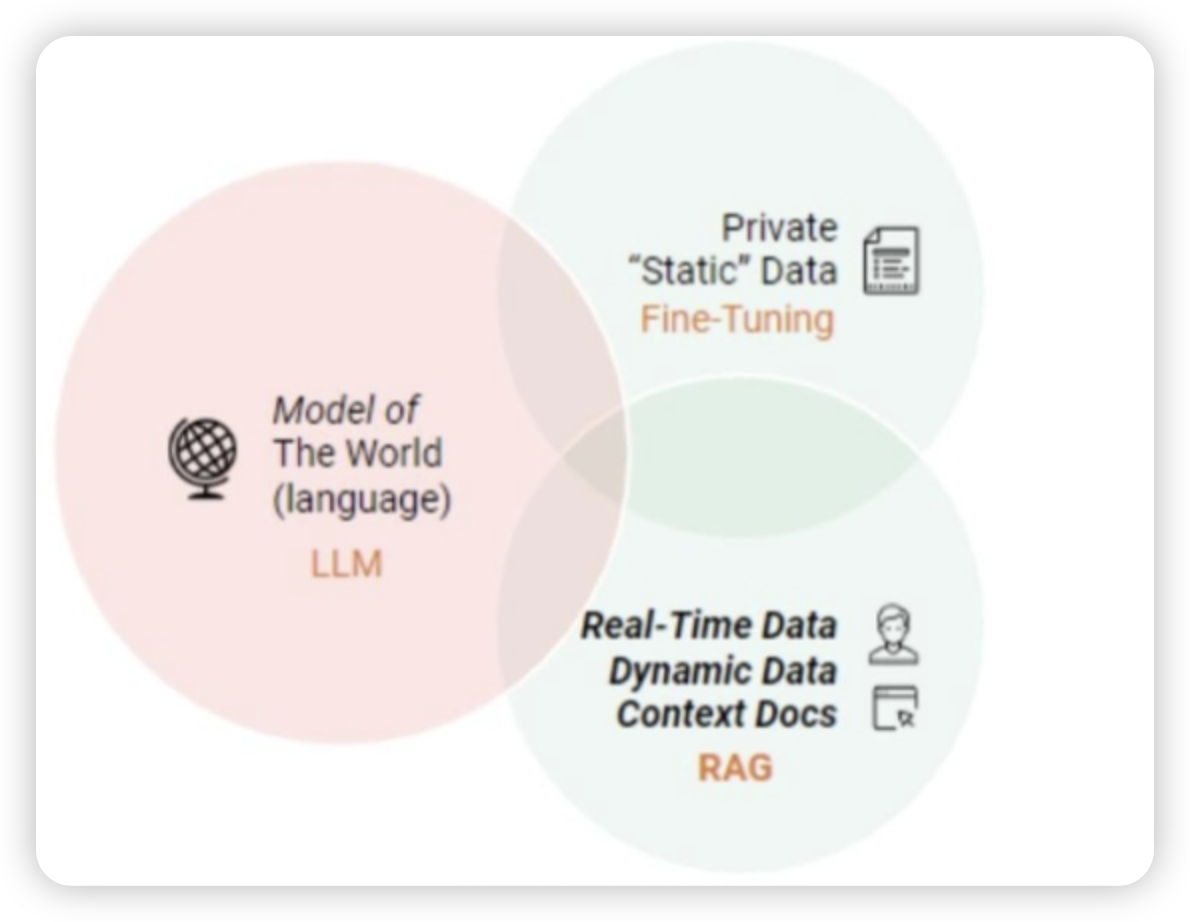 Private
“Static” Data
Fine-Tuning
Model of
The World
(language)
LLM
Real-Time Data
Dynamic Data
Context Docs
RAG